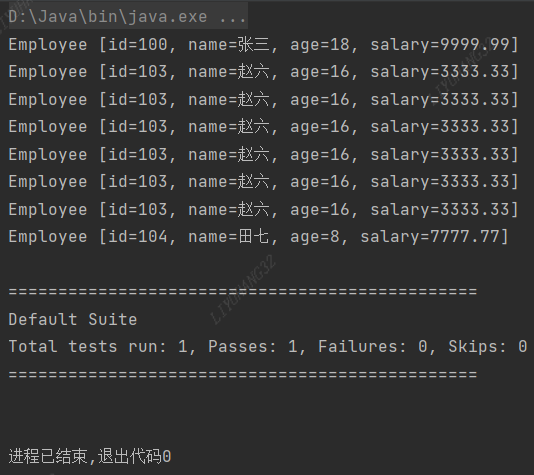 D:\Java\bin\java.exe ...
Employee [id=100, name=张三, age=18, salary=9999.99]
Employee [id=103, name=赵六, age=16, salary=3333.33]
Employee [id=103, name=赵六, age=16, salary=3333.33]
Employee [id=103, name=赵六, age=16, salary=3333.33]
Employee [id=103, name=赵六, age=16, salary=3333.33]
Employee [id=103, name=赵六, age=16, salary=3333.33]
Employee [id=103, name=赵六, age=16, salary=3333.33]
Employee [id=104, name=田七, age=8, salary=7777.77]
===============================================
Default Suite
Total tests run: 1, Passes: 1, Failures: 0, Skips: 0
===============================================
进程已结束,退出代码0